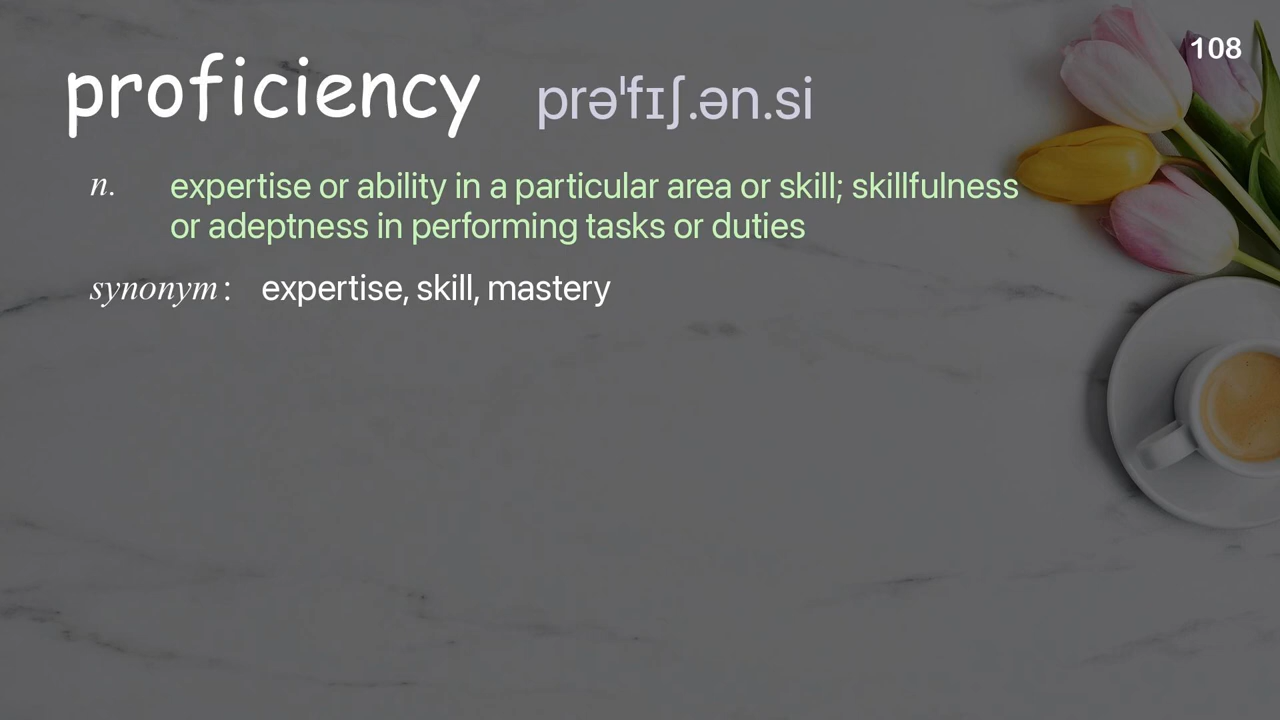 108
proficiency prəˈfɪʃ.ən.si
n. expertise or ability in a particular area or skill; skillfulness
or adeptness in performing tasks or duties
synonym : expertise, skill, mastery